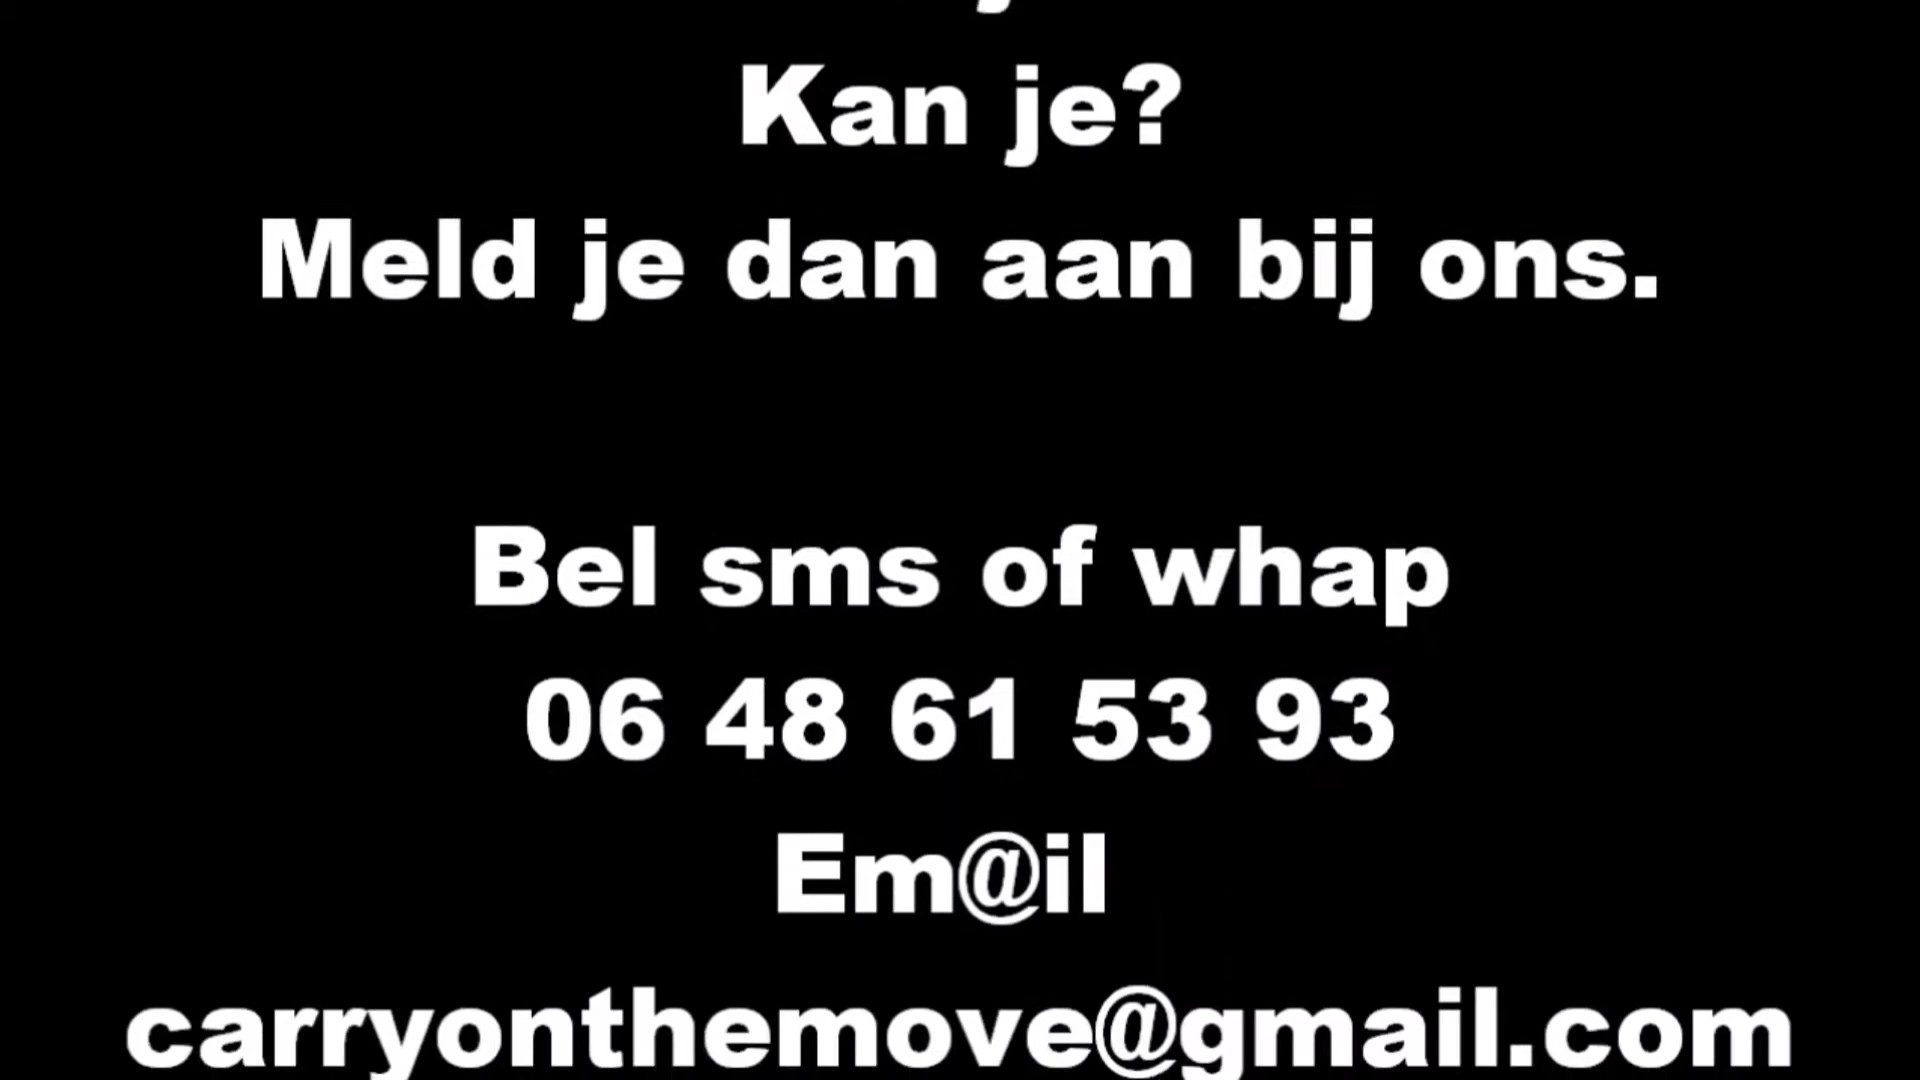 Kan je?
Meld je dan aan bij ons.
Bel sms of whap
06 48 61 53 93
Em@il
carryonthemove@gmail.com